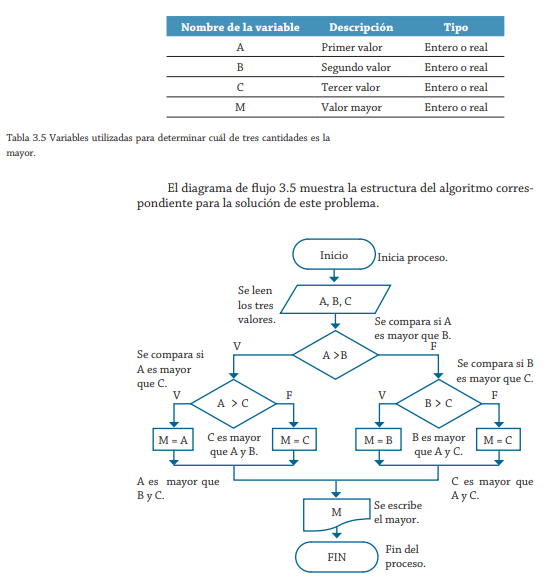 Nombre de la variable Descripción Tipo
A Primer valor Entero o real
B Segundo valor Entero o real
C Tercer valor Entero o real
M Valor mayor Entero o real
Tabla 3.5 Variables utilizadas para determinar cuál de tres cantidades es la
mayor.
El diagrama de flujo 3.5 muestra la estructura del algoritmo corres-
pondiente para la solución de este problema.
Inicio
Inicia proceso.
Se leen
los tres
valores.
A, B, C
Se compara si A
es mayor que B.
A >B
V
F
Se compara si
A es mayor
que C.
Se compara si B
es mayor que C.
V
A > C
F
V
B > C
F
M = A
C es mayor
que A y B.
M = C
M = B
B es mayor
que A y C.
M = C
A es mayor que
B y C.
C es mayor que
A y C.
M
Se escribe
el mayor.
FIN
Fin del
proceso.